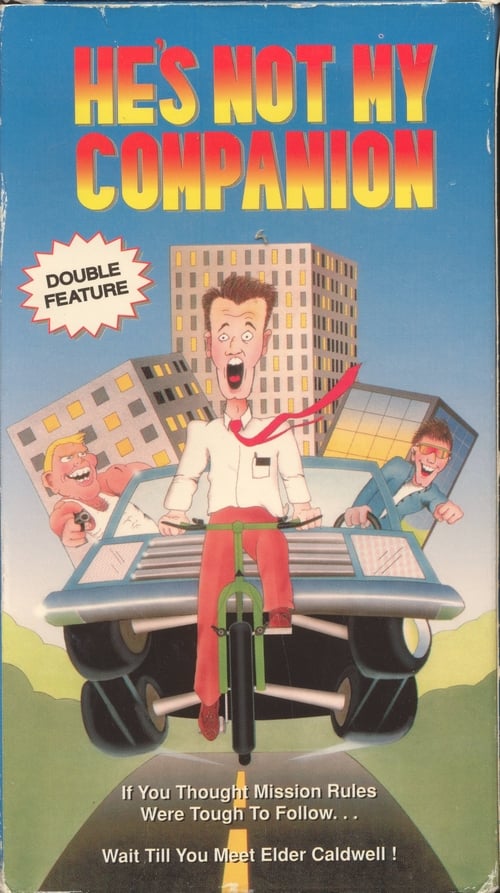 HE'S NOT MY
COMPANION
DOUBLE
FEATURE
If You Thought Mission Rules
Were Tough To Follow. . .
Wait Till You Meet Elder Caldwell !